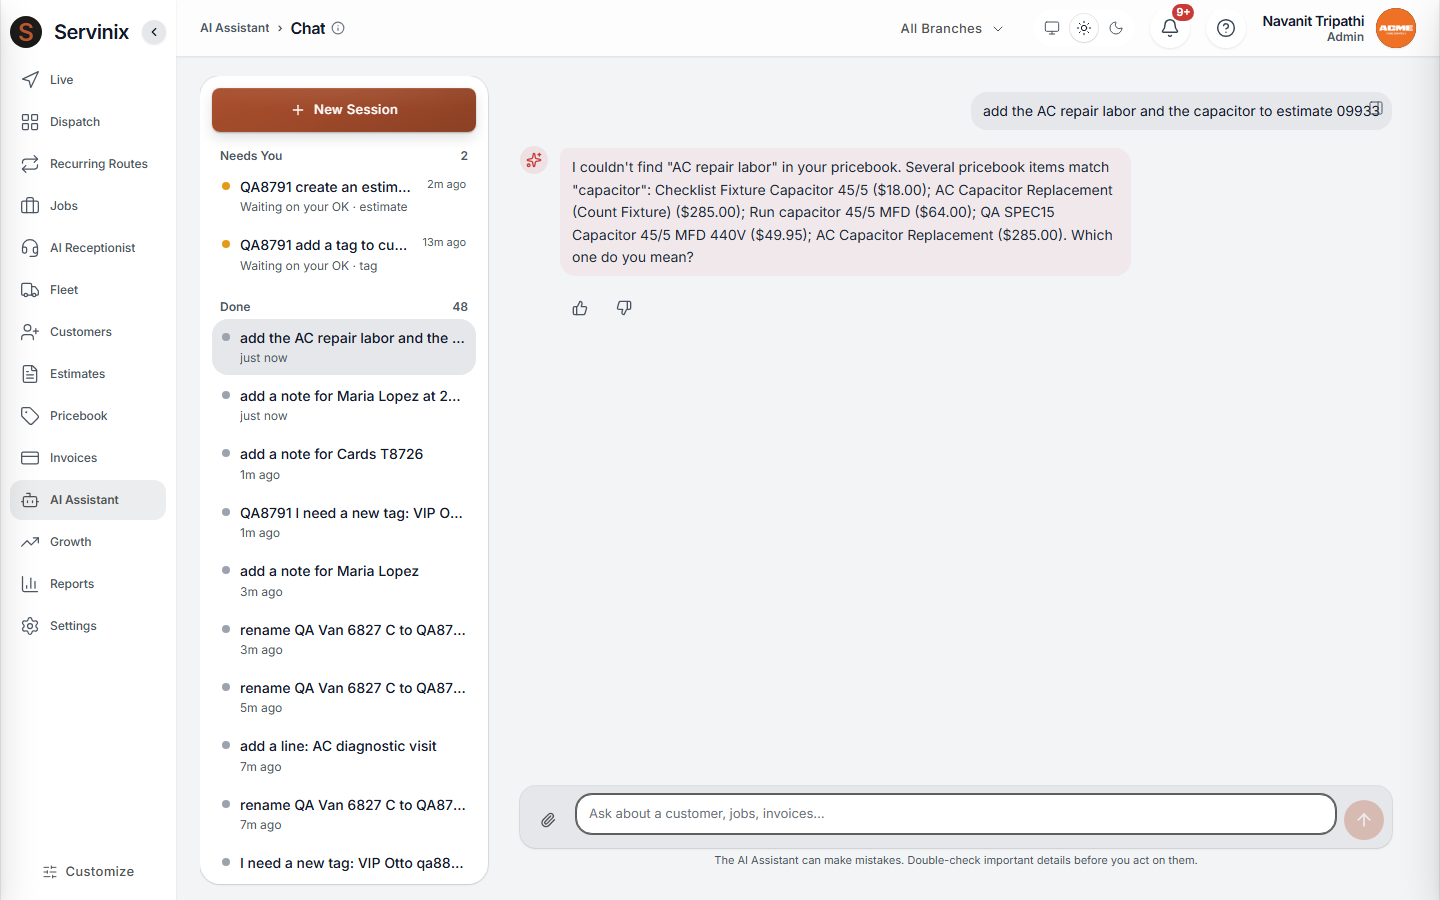 S
Servinix
Live
Dispatch
Recurring Routes
Jobs
AI Receptionist
Fleet
Customers
Estimates
Pricebook
Invoices
AI Assistant
Growth
Reports
Settings
Customize
AI Assistant › Chat
All Branches
9+
Navanit Tripathi
Admin
ACME
+ New Session
Needs You 2
QA8791 create an estim... 2m ago
Waiting on your OK · estimate
QA8791 add a tag to cu... 13m ago
Waiting on your OK · tag
Done 48
add the AC repair labor and the ...
just now
add a note for Maria Lopez at 2...
just now
add a note for Cards T8726
1m ago
QA8791 I need a new tag: VIP O...
1m ago
add a note for Maria Lopez
3m ago
rename QA Van 6827 C to QA87...
3m ago
rename QA Van 6827 C to QA87...
5m ago
add a line: AC diagnostic visit
7m ago
rename QA Van 6827 C to QA87...
7m ago
I need a new tag: VIP Otto qa88...
add the AC repair labor and the capacitor to estimate 09933
I couldn't find "AC repair labor" in your pricebook. Several pricebook items match
"capacitor": Checklist Fixture Capacitor 45/5 ($18.00); AC Capacitor Replacement
(Count Fixture) ($285.00); Run capacitor 45/5 MFD ($64.00); QA SPEC15
Capacitor 45/5 MFD 440V ($49.95); AC Capacitor Replacement ($285.00). Which
one do you mean?
Ask about a customer, jobs, invoices...
The AI Assistant can make mistakes. Double-check important details before you act on them.